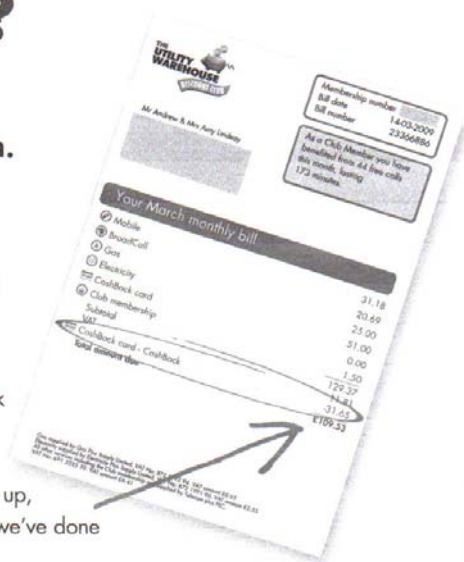 THE
UTILITY
WAREHOUSE
DISCOUNT CLUB
Membership number
Bill date 14-03-2009
Bill number 23366886
Mr Andrew & Mrs Amy Lindsay
As a Club Member you have
benefited from 44 free calls
this month, lasting
173 minutes.
Your March monthly bill
Mobile 31.18
BroadCall 20.69
Gas 25.00
Electricity 51.00
CashBack card 0.00
Club membership 1.50
Subtotal 129.37
VAT 11.81
CashBack card - CashBack -31.65
Total amount due £109.53
up,
we've done